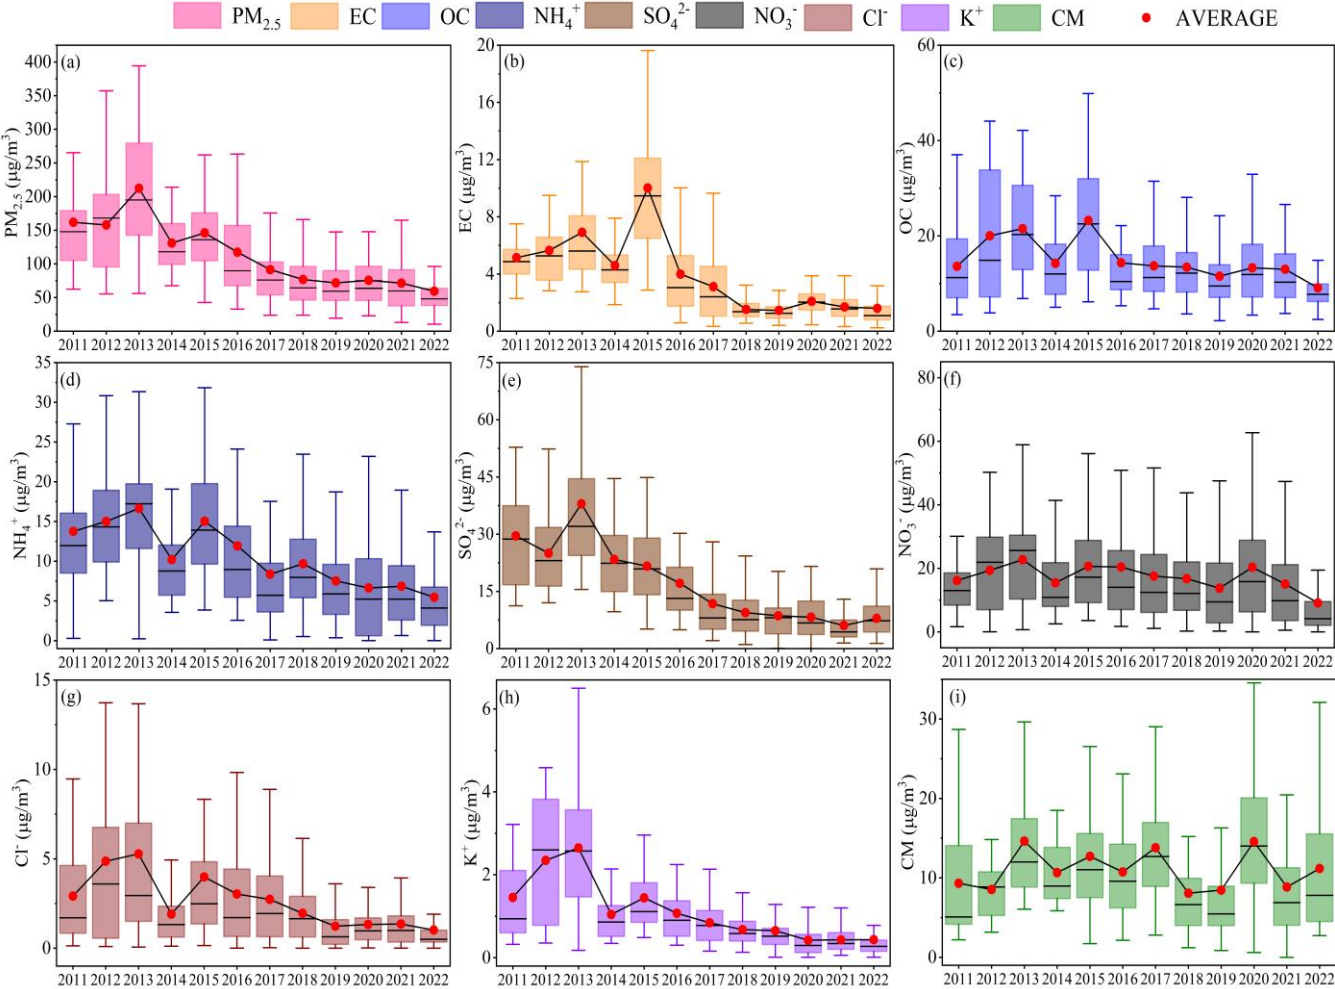 PM2.5 EC OC NH4+ SO42- NO3- Cl- K+ CM AVERAGE
(a)
PM2.5 (μg/m3)
400
350
300
250
200
150
100
50
0
2011 2012 2013 2014 2015 2016 2017 2018 2019 2020 2021 2022
(b)
EC (μg/m3)
20
16
12
8
4
0
2011 2012 2013 2014 2015 2016 2017 2018 2019 2020 2021 2022
(c)
OC (μg/m3)
60
40
20
0
2011 2012 2013 2014 2015 2016 2017 2018 2019 2020 2021 2022
(d)
NH4+ (μg/m3)
35
30
25
20
15
10
5
0
2011 2012 2013 2014 2015 2016 2017 2018 2019 2020 2021 2022
(e)
SO42- (μg/m3)
75
60
45
30
15
0
2011 2012 2013 2014 2015 2016 2017 2018 2019 2020 2021 2022
(f)
NO3- (μg/m3)
80
60
40
20
0
2011 2012 2013 2014 2015 2016 2017 2018 2019 2020 2021 2022
(g)
Cl- (μg/m3)
15
10
5
0
2011 2012 2013 2014 2015 2016 2017 2018 2019 2020 2021 2022
(h)
K+ (μg/m3)
6
4
2
0
2011 2012 2013 2014 2015 2016 2017 2018 2019 2020 2021 2022
(i)
CM (μg/m3)
30
20
10
0
2011 2012 2013 2014 2015 2016 2017 2018 2019 2020 2021 2022